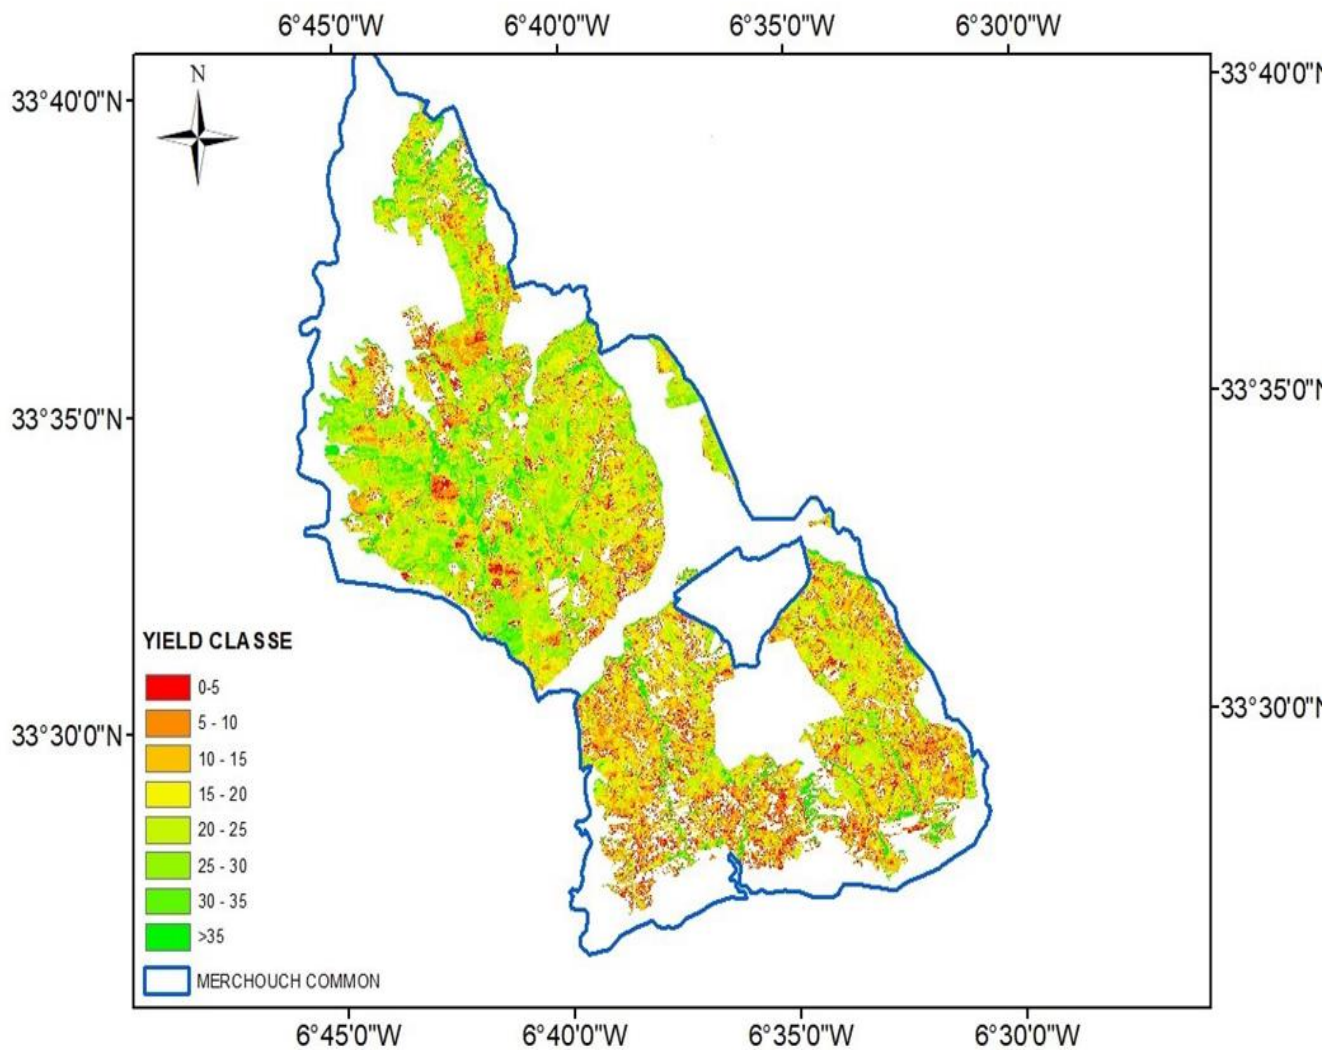 6°45'0"W 6°40'0"W 6°35'0"W 6°30'0"W
N
33°40'0"N 33°40'0"N
33°35'0"N 33°35'0"N
33°30'0"N 33°30'0"N
YIELD CLASSE
0-5
5 - 10
10 - 15
15 - 20
20 - 25
25 - 30
30 - 35
>35
MERCHOUCH COMMON
6°45'0"W 6°40'0"W 6°35'0"W 6°30'0"W